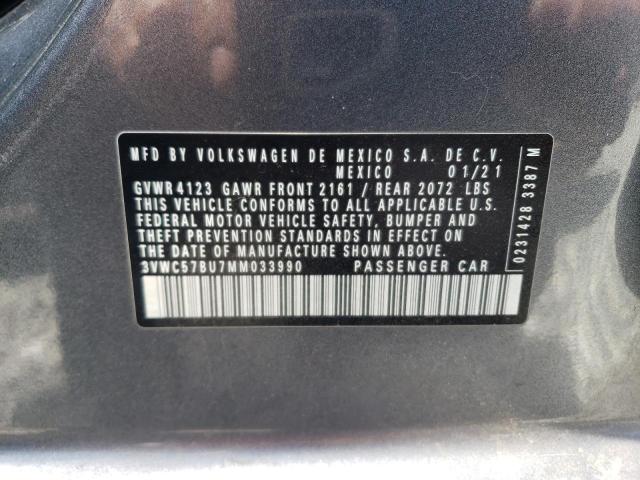 MFD BY VOLKSWAGEN DE MEXICO S.A. DE C.V.
MEXICO 01/21
GVWR 4123 GAWR FRONT 2161 / REAR 2072 LBS
THIS VEHICLE CONFORMS TO ALL APPLICABLE U.S.
FEDERAL MOTOR VEHICLE SAFETY, BUMPER AND
THEFT PREVENTION STANDARDS IN EFFECT ON
THE DATE OF MANUFACTURE SHOWN ABOVE.
3VWC57BU7MM033990 PASSENGER CAR
0231428 3387 M